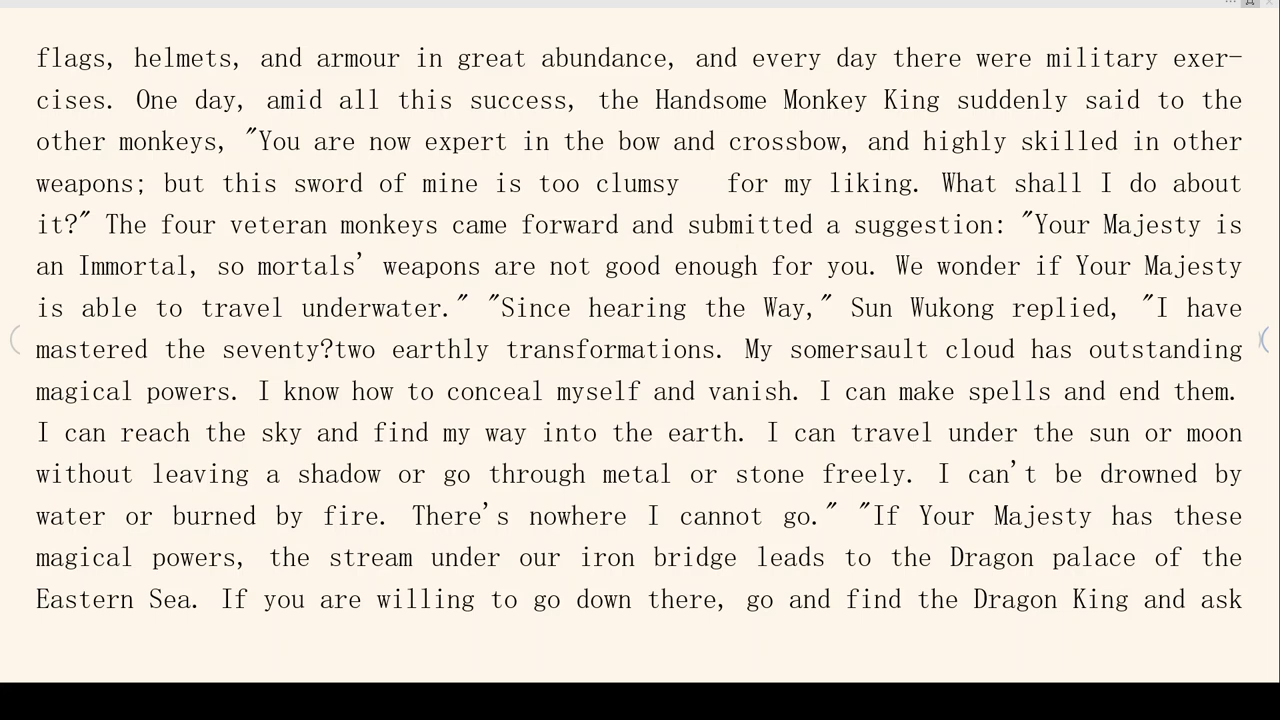 flags, helmets, and armour in great abundance, and every day there were military exer-
cises. One day, amid all this success, the Handsome Monkey King suddenly said to the
other monkeys, "You are now expert in the bow and crossbow, and highly skilled in other
weapons; but this sword of mine is too clumsy   for my liking. What shall I do about
it?" The four veteran monkeys came forward and submitted a suggestion: "Your Majesty is
an Immortal, so mortals' weapons are not good enough for you. We wonder if Your Majesty
is able to travel underwater." "Since hearing the Way," Sun Wukong replied, "I have
mastered the seventy?two earthly transformations. My somersault cloud has outstanding
magical powers. I know how to conceal myself and vanish. I can make spells and end them.
I can reach the sky and find my way into the earth. I can travel under the sun or moon
without leaving a shadow or go through metal or stone freely. I can't be drowned by
water or burned by fire. There's nowhere I cannot go." "If Your Majesty has these
magical powers, the stream under our iron bridge leads to the Dragon palace of the
Eastern Sea. If you are willing to go down there, go and find the Dragon King and ask